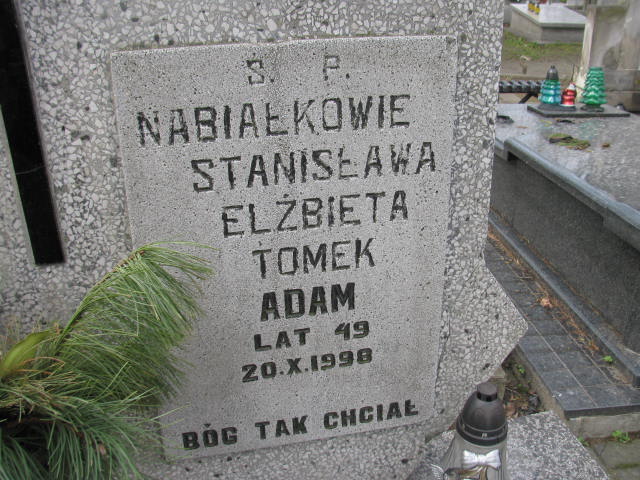 S. P.
NABIAŁKOWIE
STANISŁAWA
ELŻBIETA
TOMEK
ADAM
LAT 49
20.X.1998
BÓG TAK CHCIAŁ